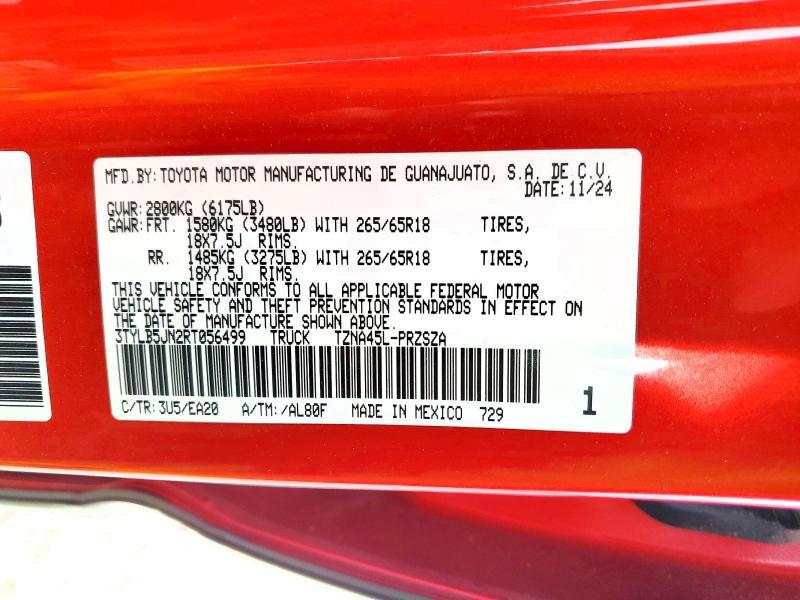 MFD.BY: TOYOTA MOTOR MANUFACTURING DE GUANAJUATO, S.A. DE C.V.
DATE: 11/24
GVWR: 2800KG (6175LB)
GAWR: FRT. 1580KG (3480LB) WITH 265/65R18 TIRES,
18X7.5J RIMS.
RR. 1485KG (3275LB) WITH 265/65R18 TIRES,
18X7.5J RIMS.
THIS VEHICLE CONFORMS TO ALL APPLICABLE FEDERAL MOTOR
VEHICLE SAFETY AND THEFT PREVENTION STANDARDS IN EFFECT ON
THE DATE OF MANUFACTURE SHOWN ABOVE.
3TYLB5JN2RT056499 TRUCK TZNA45L-PRZSZA
C/TR: 3U5/EA20 A/TM: /AL80F MADE IN MEXICO 729
1